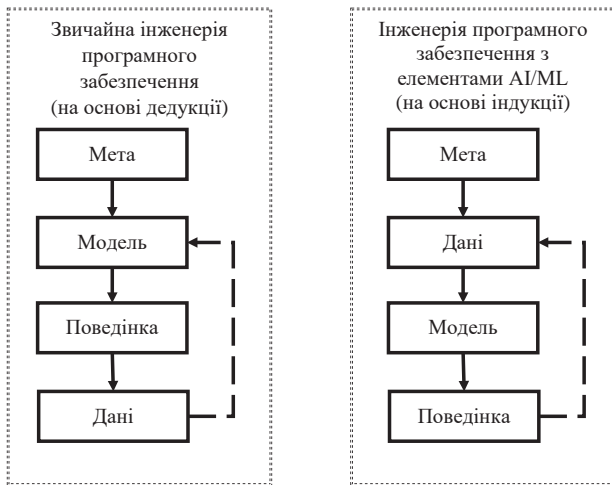 Звичайна інженерія
програмного
забезпечення
(на основі дедукції)
Мета
Модель
Поведінка
Дані
Інженерія програмного
забезпечення з
елементами AI/ML
(на основі індукції)
Мета
Дані
Модель
Поведінка